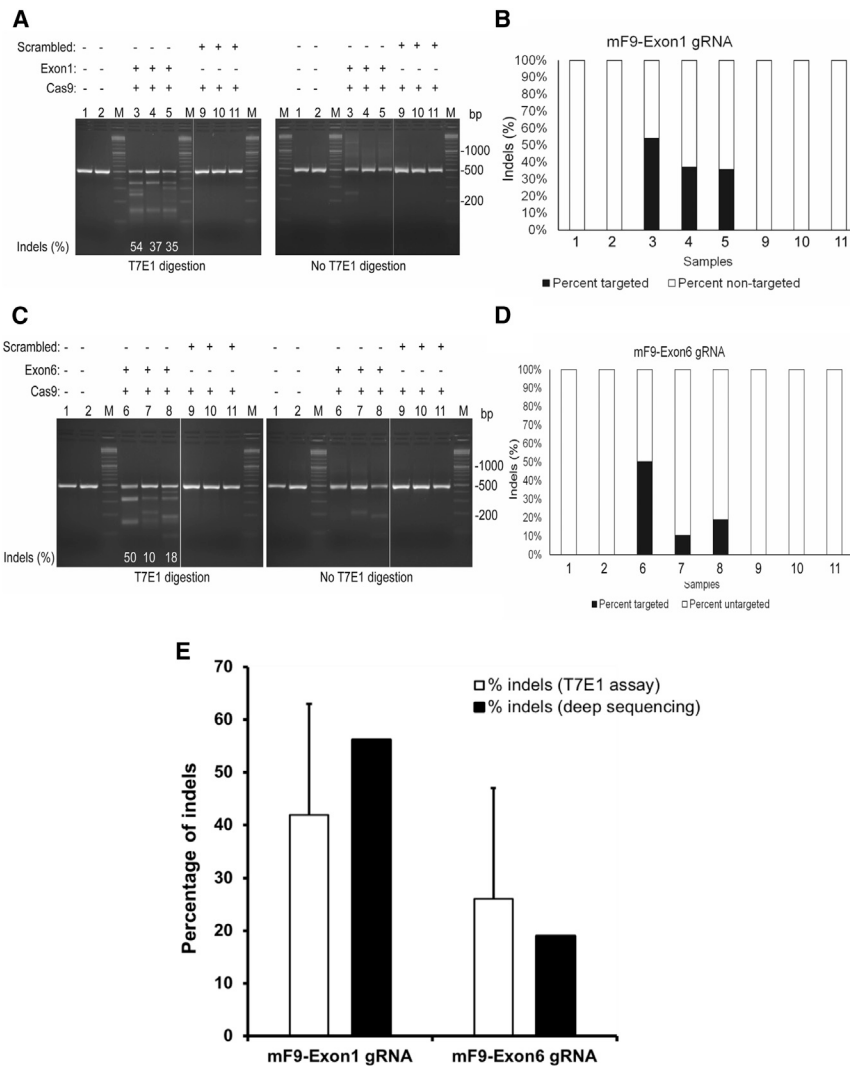 A
Scrambled: - - - - - + + + - - - - - + + +
Exon1: - - + + + - - - - - + + + - - -
Cas9: - - + + + + + + - - + + + + + +
1 2 M 3 4 5 M 9 10 11 M M 1 2 M 3 4 5 9 10 11 M bp
-1000
-500
-200
Indels (%) 54 37 35
T7E1 digestion No T7E1 digestion
B
mF9-Exon1 gRNA
Indels (%)
100%
90%
80%
70%
60%
50%
40%
30%
20%
10%
0%
1 2 3 4 5 9 10 11
Samples
Percent targeted Percent non-targeted
C
Scrambled: - - - - - + + + - - - - - + + +
Exon6: - - + + + - - - - - + + + - - -
Cas9: - - + + + + + + - - + + + + + +
1 2 M 6 7 8 9 10 11 M 1 2 M 6 7 8 9 10 11 M bp
-1000
-500
-200
Indels (%) 50 10 18
T7E1 digestion No T7E1 digestion
D
mF9-Exon6 gRNA
Indels (%)
100%
90%
80%
70%
60%
50%
40%
30%
20%
10%
0%
1 2 6 7 8 9 10 11
Samples
Percent targeted Percent untargeted
E
Percentage of indels
70
60
50
40
30
20
10
0
% indels (T7E1 assay)
% indels (deep sequencing)
mF9-Exon1 gRNA mF9-Exon6 gRNA